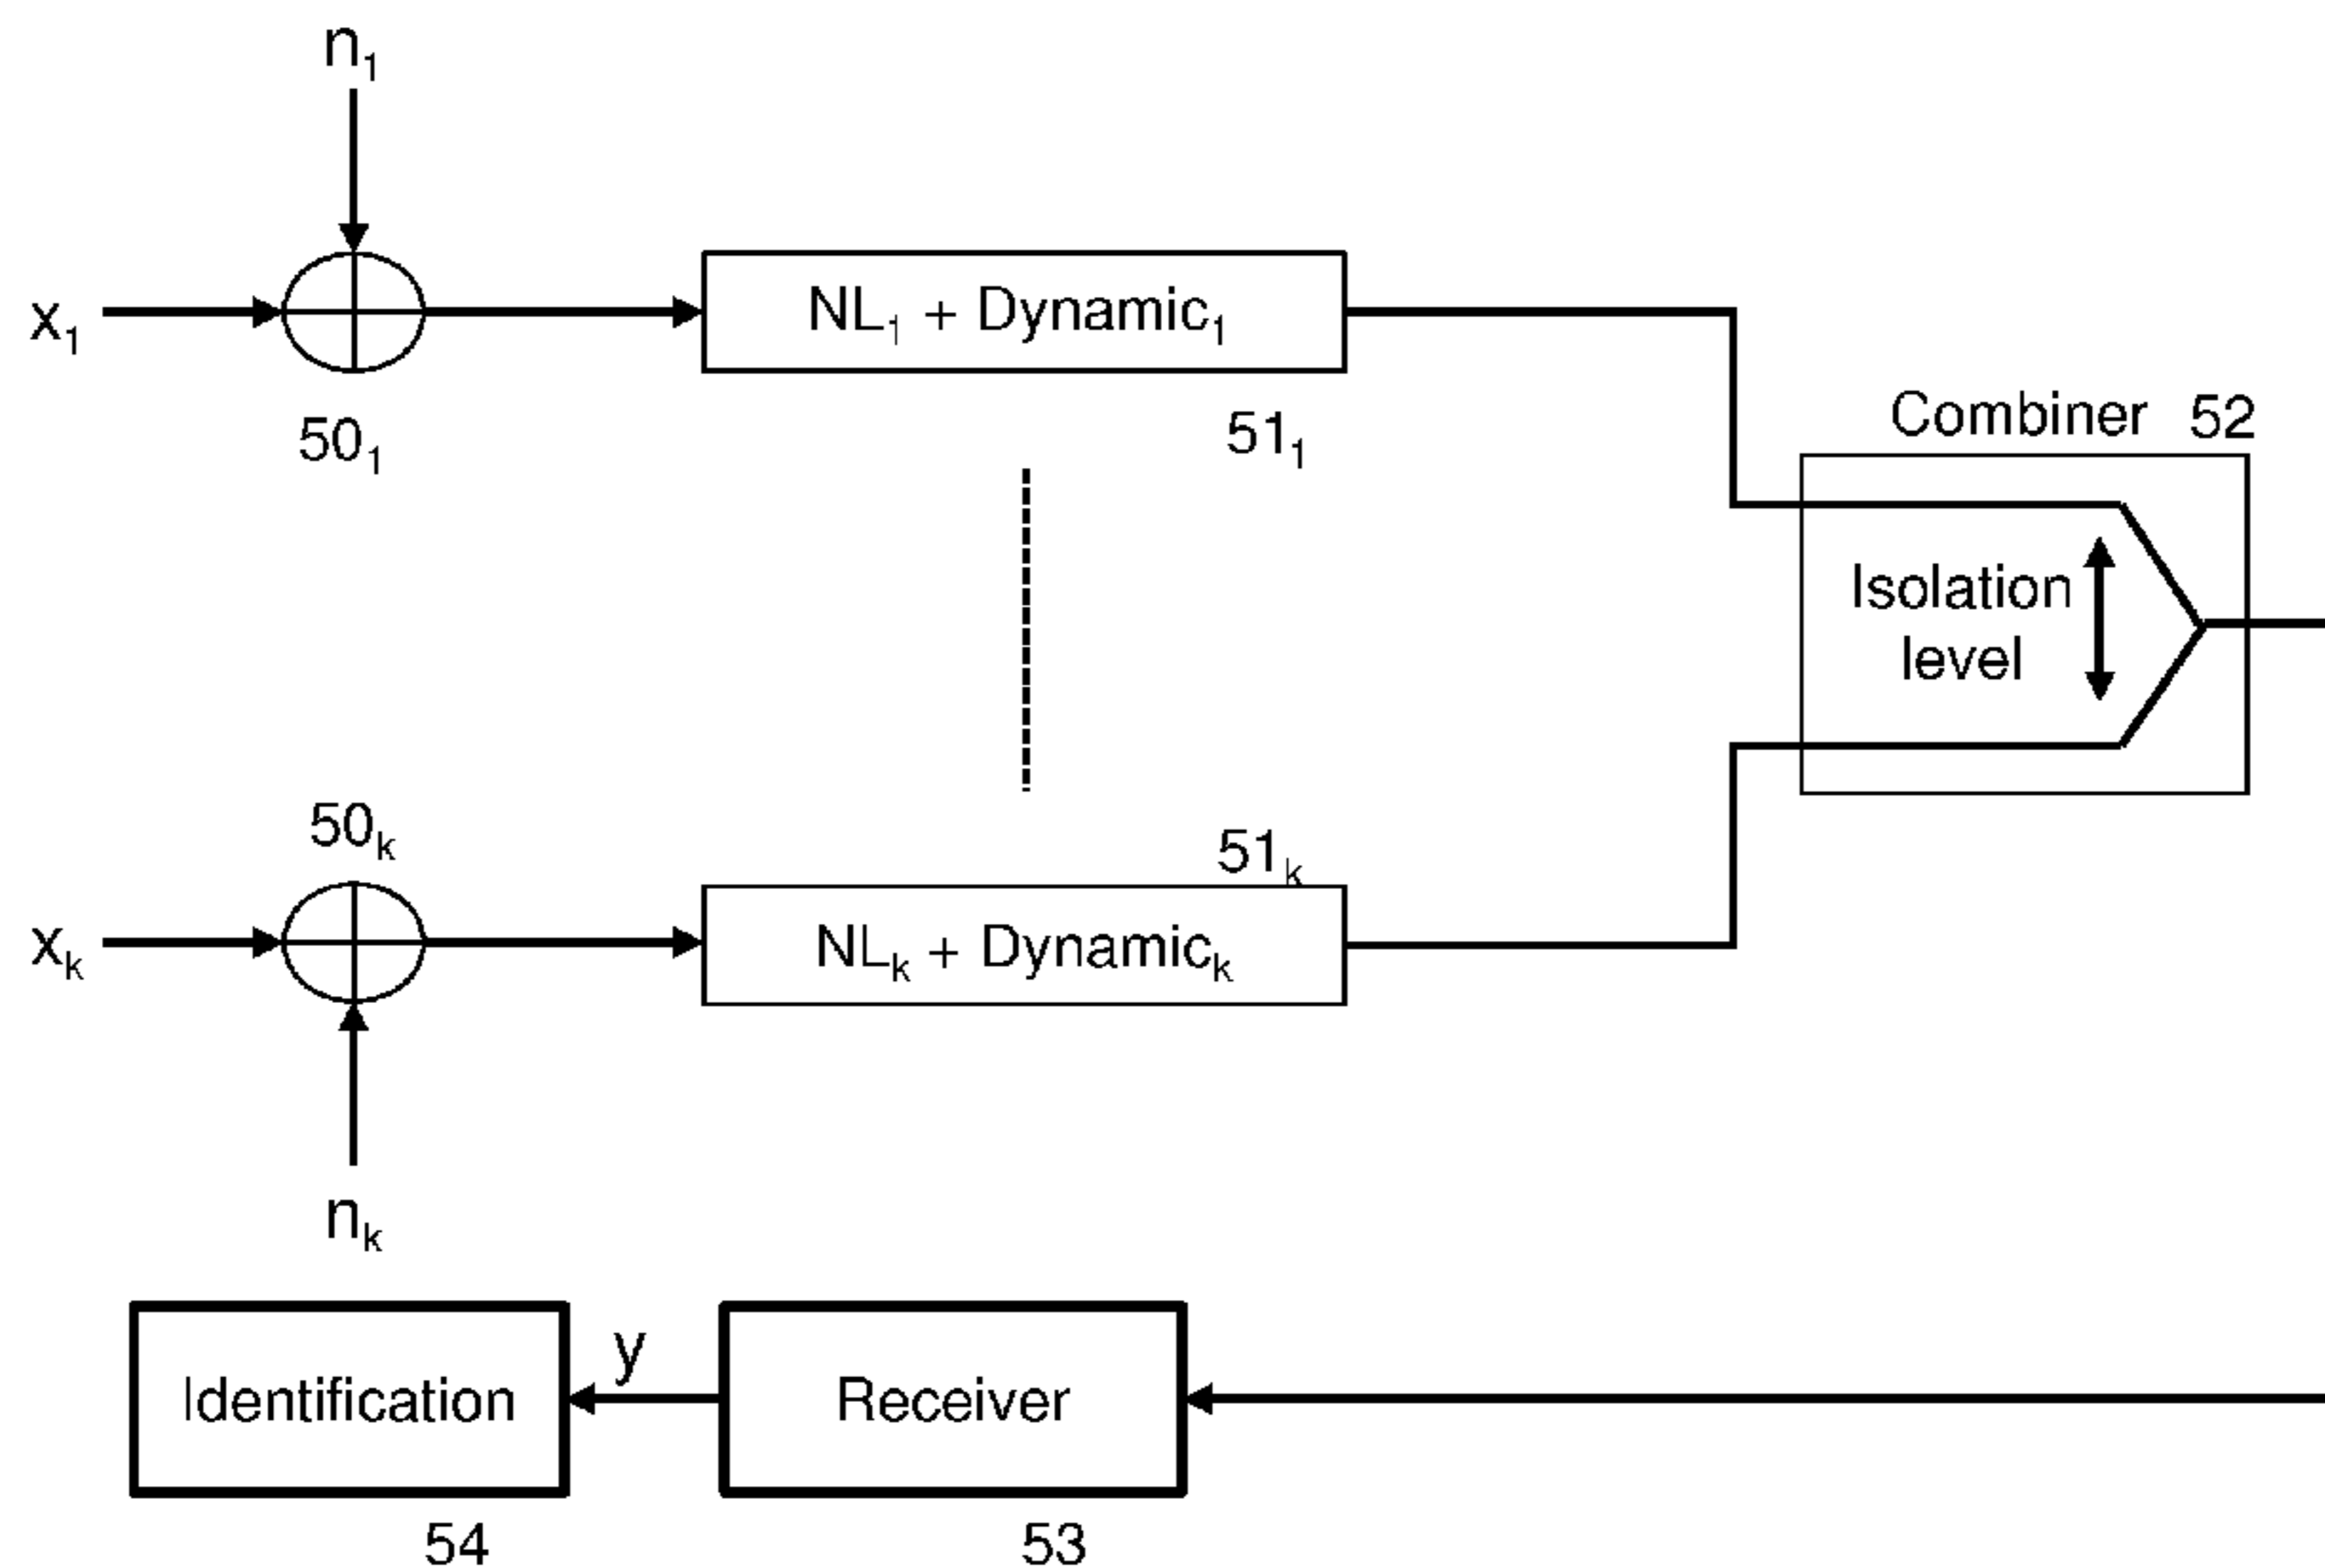 n₁
x₁
NL₁ + Dynamic₁
50₁
51₁
Combiner 52
Isolation
level
50ₖ
51ₖ
xₖ
NLₖ + Dynamicₖ
nₖ
Identification
y
Receiver
54
53